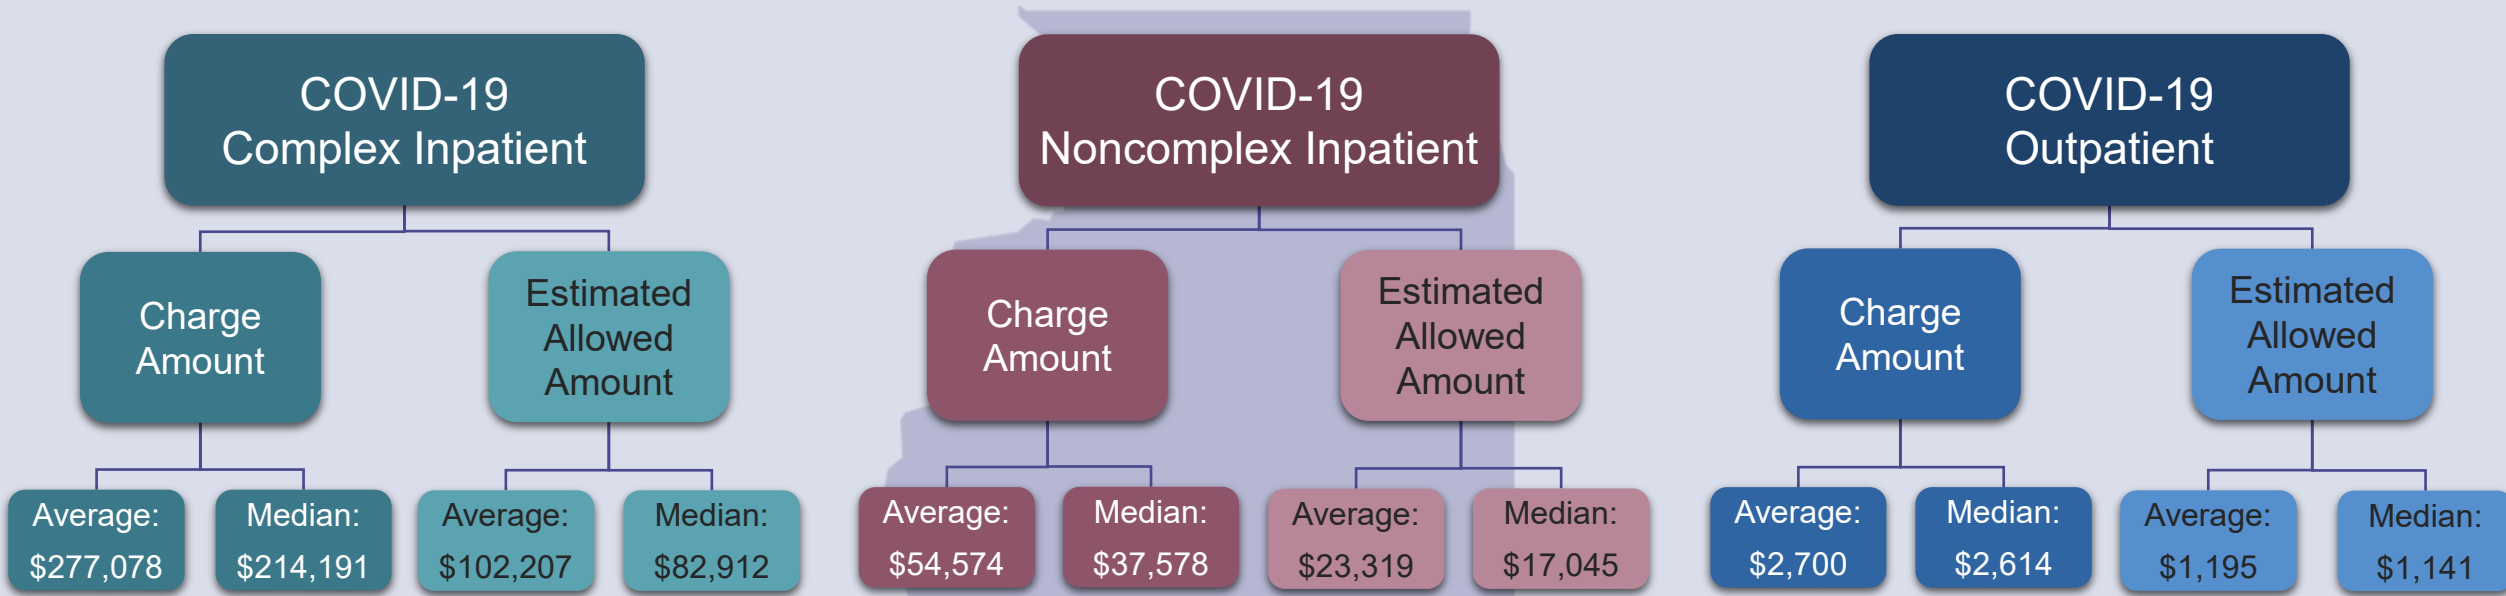 COVID-19
Complex Inpatient
COVID-19
Noncomplex Inpatient
COVID-19
Outpatient
Charge
Amount
Estimated
Allowed
Amount
Charge
Amount
Estimated
Allowed
Amount
Charge
Amount
Estimated
Allowed
Amount
Average:
$277,078
Median:
$214,191
Average:
$102,207
Median:
$82,912
Average:
$54,574
Median:
$37,578
Average:
$23,319
Median:
$17,045
Average:
$2,700
Median:
$2,614
Average:
$1,195
Median:
$1,141